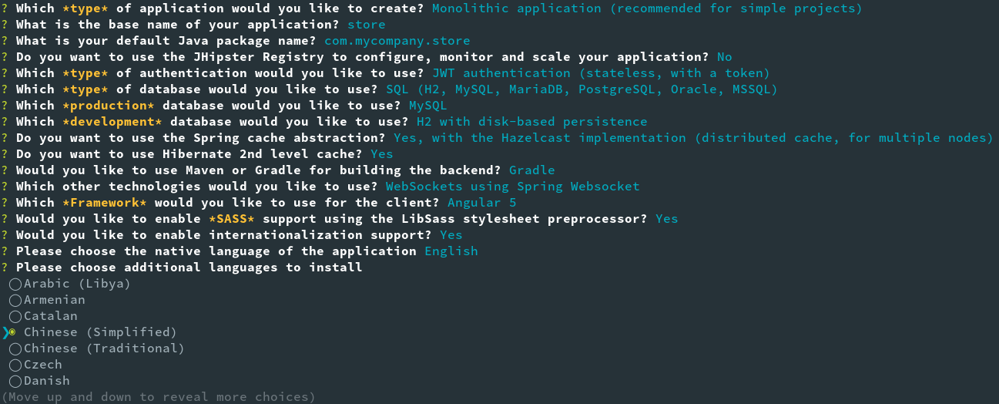 ? Which *type* of application would you like to create? Monolithic application (recommended for simple projects)
? What is the base name of your application? store
? What is your default Java package name? com.mycompany.store
? Do you want to use the JHipster Registry to configure, monitor and scale your application? No
? Which *type* of authentication would you like to use? JWT authentication (stateless, with a token)
? Which *type* of database would you like to use? SQL (H2, MySQL, MariaDB, PostgreSQL, Oracle, MSSQL)
? Which *production* database would you like to use? MySQL
? Which *development* database would you like to use? H2 with disk-based persistence
? Do you want to use the Spring cache abstraction? Yes, with the Hazelcast implementation (distributed cache, for multiple nodes)
? Do you want to use Hibernate 2nd level cache? Yes
? Would you like to use Maven or Gradle for building the backend? Gradle
? Which other technologies would you like to use? WebSockets using Spring Websocket
? Which *Framework* would you like to use for the client? Angular 5
? Would you like to enable *SASS* support using the LibSass stylesheet preprocessor? Yes
? Would you like to enable internationalization support? Yes
? Please choose the native language of the application English
? Please choose additional languages to install
◯ Arabic (Libya)
◯ Armenian
◯ Catalan
❯◉ Chinese (Simplified)
◯ Chinese (Traditional)
◯ Czech
◯ Danish
(Move up and down to reveal more choices)